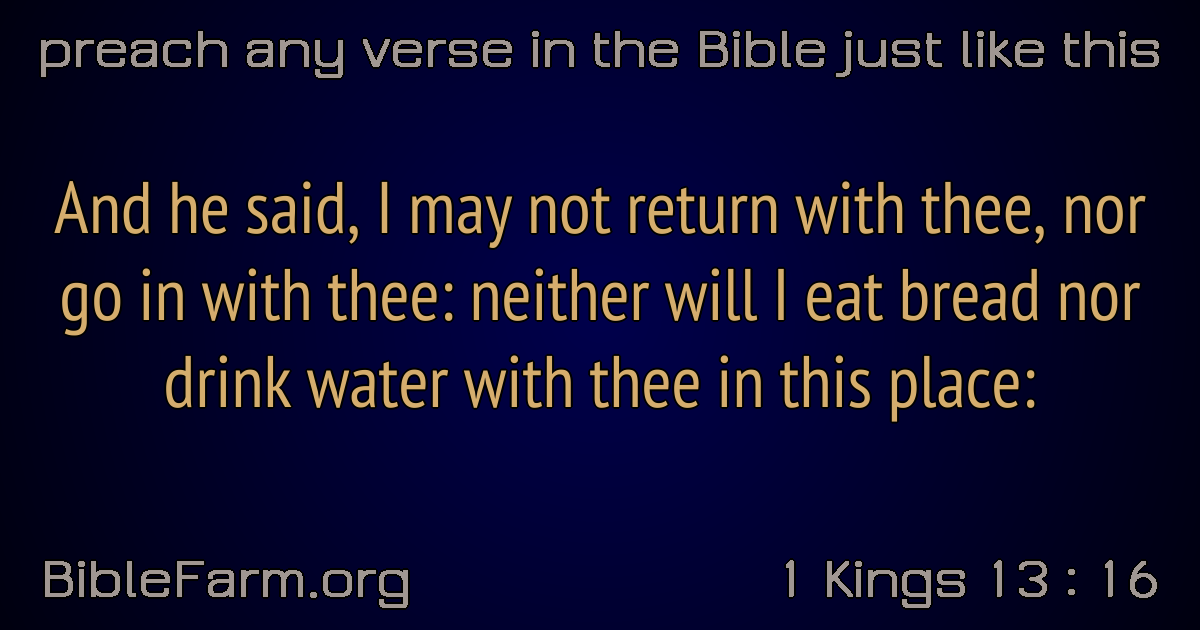 preach any verse in the Bible just like this
And he said, I may not return with thee, nor
go in with thee: neither will I eat bread nor
drink water with thee in this place:
BibleFarm.org
1 Kings 13 : 16